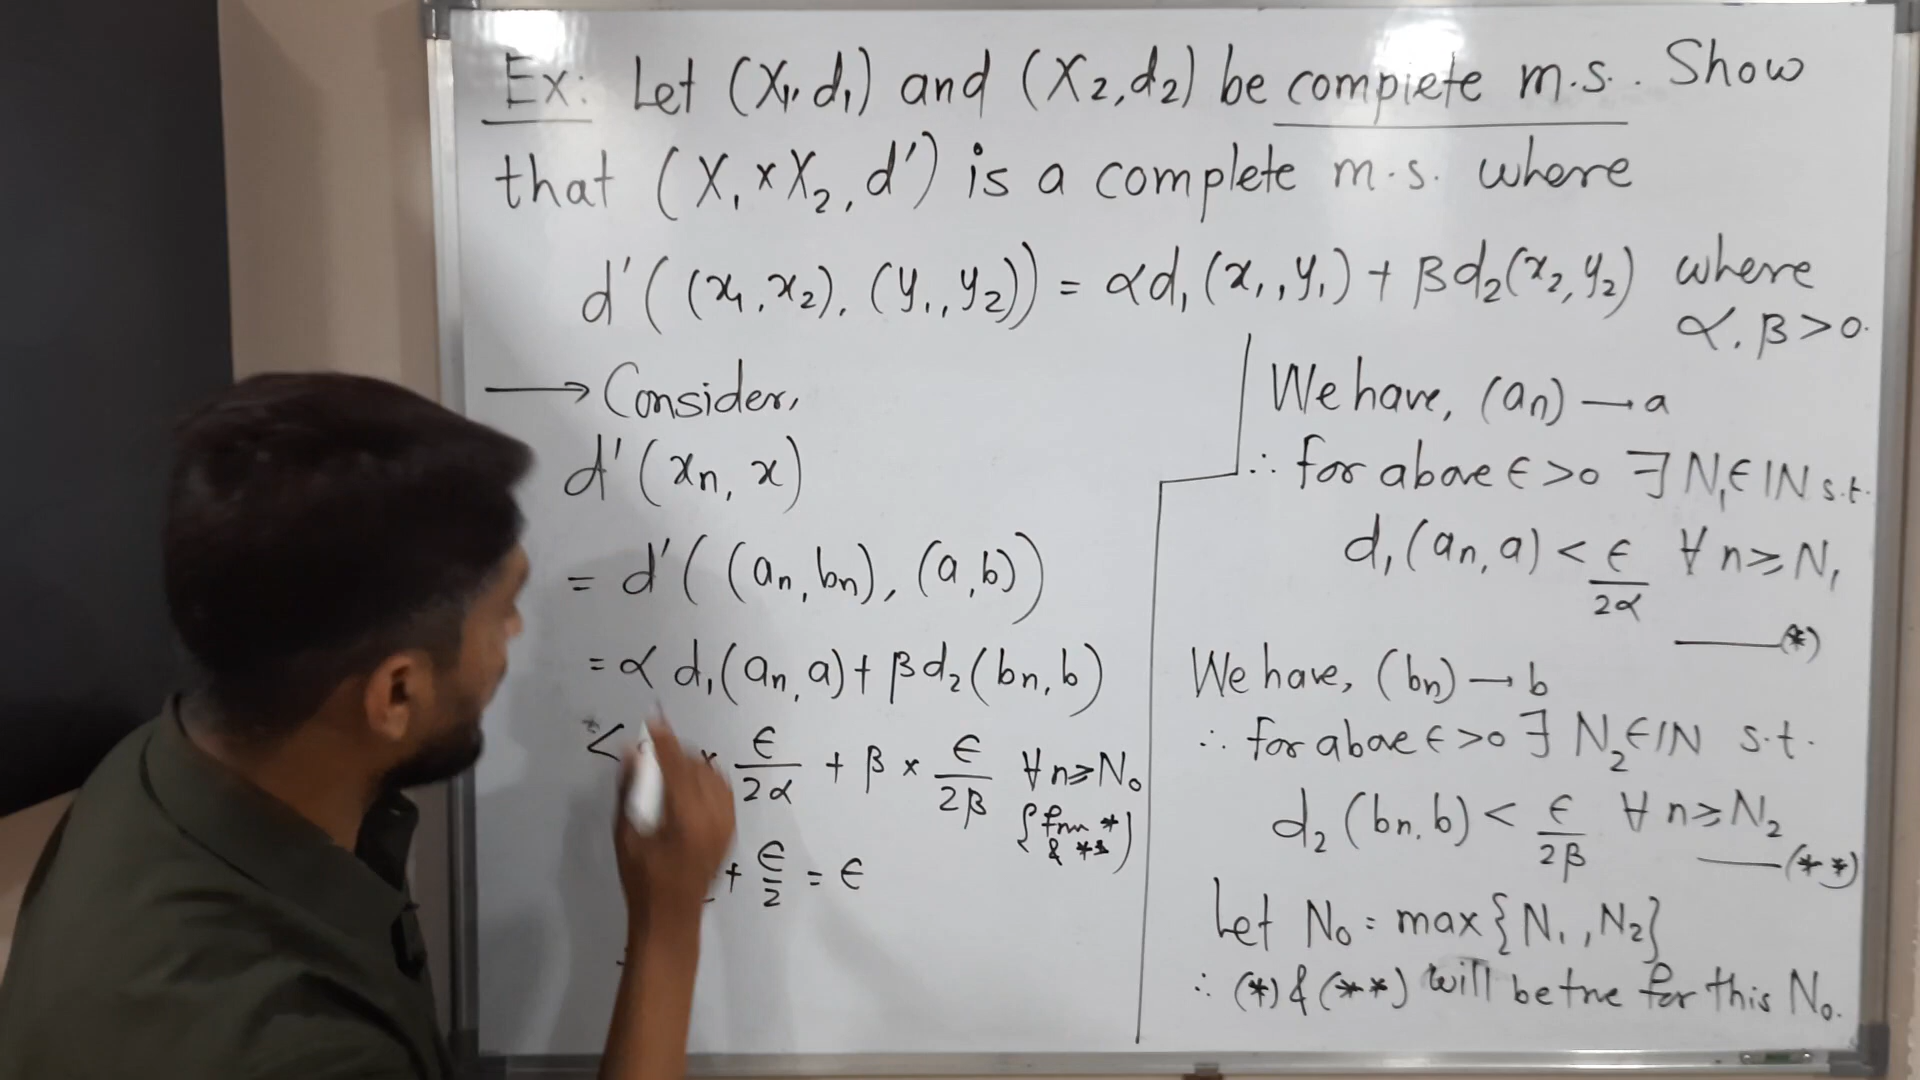 Ex: Let (X₁, d₁) and (X₂, d₂) be complete m.s. Show
that (X₁ × X₂, d') is a complete m.s. where
d'((x₁, x₂), (y₁, y₂)) = αd₁(x₁, y₁) + βd₂(x₂, y₂) where
α, β > 0.
⟶ Consider,
d'(xn, x)
= d'((an, bn), (a, b))
= α d₁(an, a) + βd₂(bn, b)
< × ϵ/2α + β × ϵ/2β ∀ n ≥ N₀
{from *
& **}
+ ϵ/2 = ϵ
We have, (an) → a
∴ for above ϵ > 0 ∃ N₁ ∈ IN s.t.
d₁(an, a) < ϵ/2α ∀ n ≥ N₁
—(*)
We have, (bn) → b
∴ for above ϵ > 0 ∃ N₂ ∈ IN s.t.
d₂(bn, b) < ϵ/2β ∀ n ≥ N₂
—(**)
Let N₀ = max{N₁, N₂}
∴ (*) & (**) will be true for this N₀.